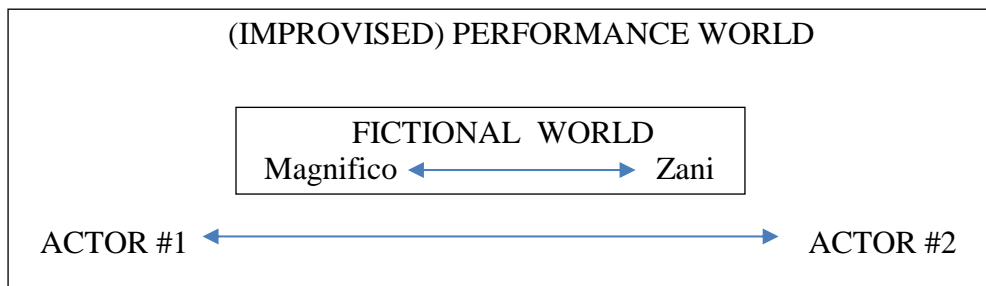 (IMPROVISED) PERFORMANCE WORLD
FICTIONAL WORLD
Magnifico Zani
ACTOR #1 ACTOR #2